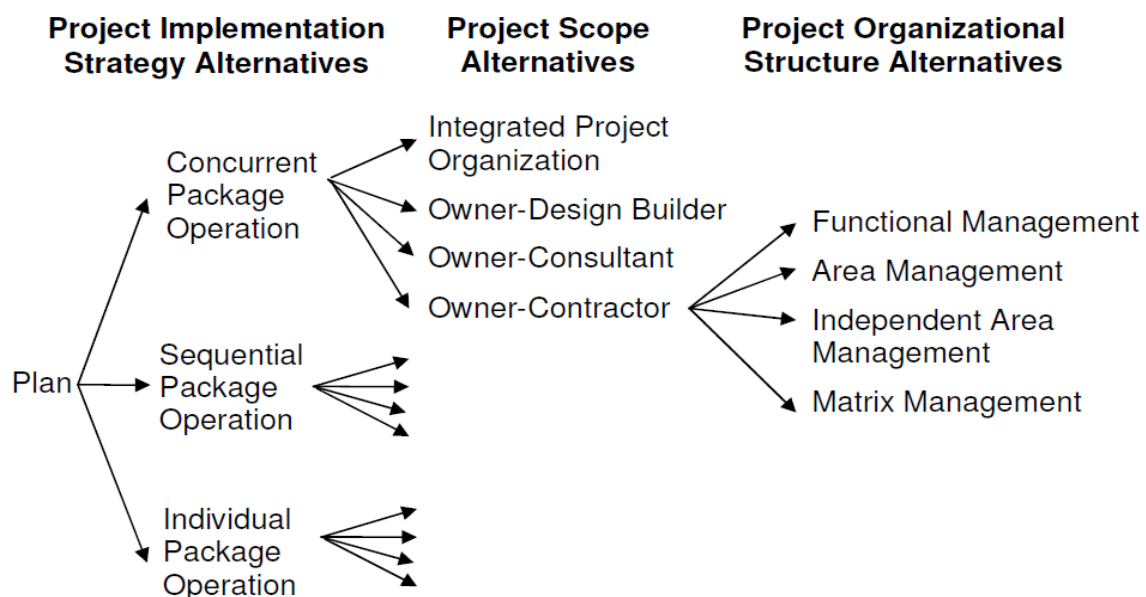 Project Implementation
Strategy Alternatives
Project Scope
Alternatives
Project Organizational
Structure Alternatives
Plan
Concurrent
Package
Operation
Sequential
Package
Operation
Individual
Package
Operation
Integrated Project
Organization
Owner-Design Builder
Owner-Consultant
Owner-Contractor
Functional Management
Area Management
Independent Area
Management
Matrix Management